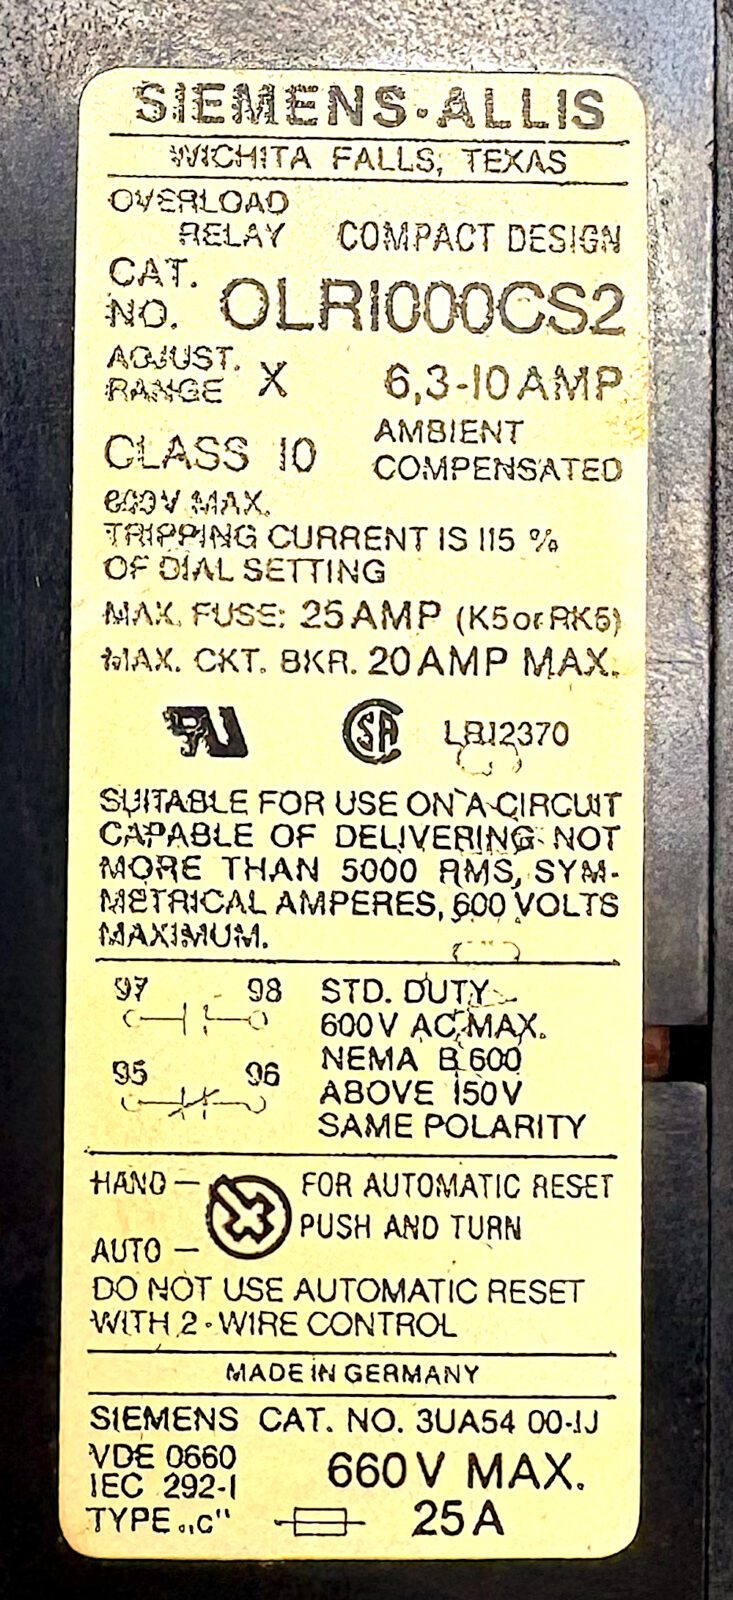 SIEMENS-ALLIS
WICHITA FALLS, TEXAS
OVERLOAD
RELAY COMPACT DESIGN
CAT.
NO. OLR1000CS2
ADJUST.
RANGE X 6,3-10 AMP
CLASS 10 AMBIENT
COMPENSATED
600V MAX.
TRIPPING CURRENT IS 115 %
OF DIAL SETTING
MAX. FUSE: 25 AMP (K5 or RK5)
MAX. CKT. BKR. 20 AMP MAX.
SA LR12370
SUITABLE FOR USE ON A CIRCUIT
CAPABLE OF DELIVERING NOT
MORE THAN 5000 RMS, SYM-
METRICAL AMPERES, 600 VOLTS
MAXIMUM.
97 98 STD. DUTY
600V AC MAX.
95 96 NEMA B 600
ABOVE 150V
SAME POLARITY
HAND — FOR AUTOMATIC RESET
PUSH AND TURN
AUTO —
DO NOT USE AUTOMATIC RESET
WITH 2-WIRE CONTROL
MADE IN GERMANY
SIEMENS CAT. NO. 3UA54 00-1J
VDE 0660
IEC 292-1 660V MAX.
TYPE „c" 25A